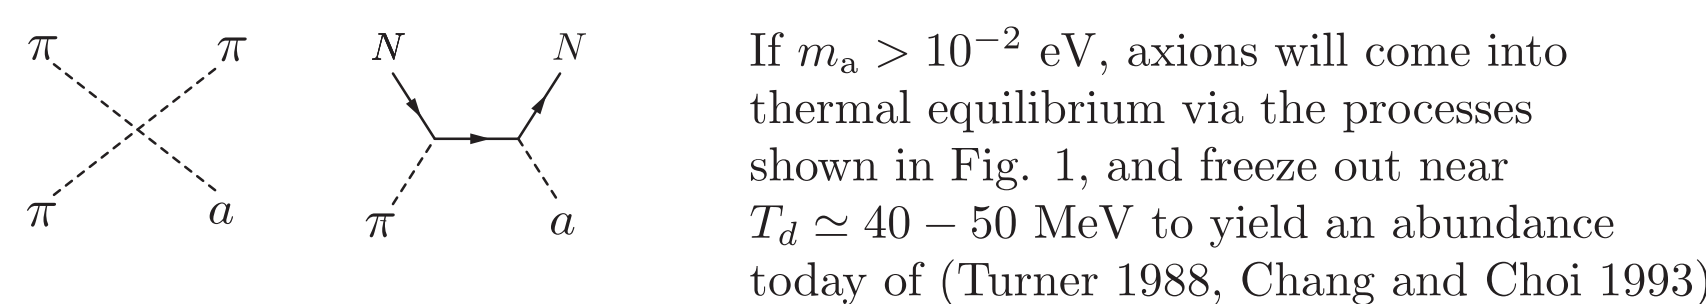 π π
π a
N N
π a
If mₐ > 10⁻² eV, axions will come into
thermal equilibrium via the processes
shown in Fig. 1, and freeze out near
T_d ≃ 40 − 50 MeV to yield an abundance
today of (Turner 1988, Chang and Choi 1993)